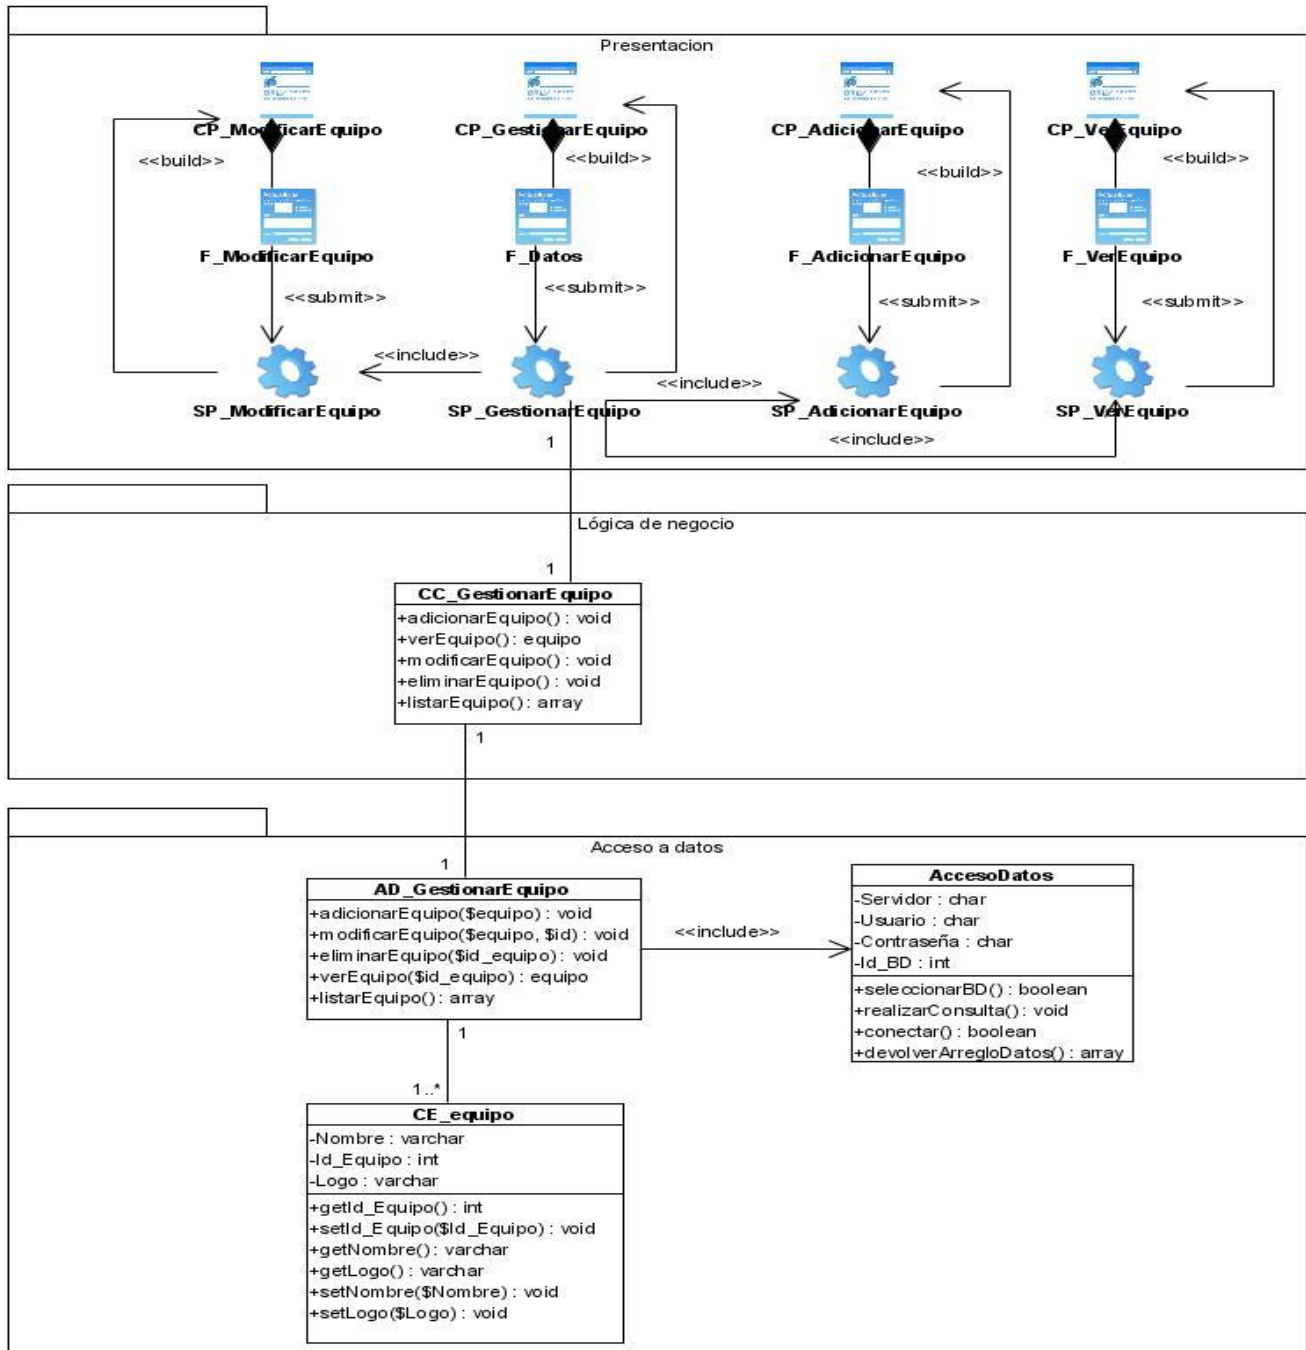 Presentacion
CP_ModificarEquipo
CP_GestionarEquipo
CP_AdicionarEquipo
CP_VerEquipo
<<build>>
<<build>>
<<build>>
<<build>>
F_ModificarEquipo
F_Datos
F_AdicionarEquipo
F_VerEquipo
<<submit>>
<<submit>>
<<submit>>
<<submit>>
<<include>>
<<include>>
SP_ModificarEquipo
SP_GestionarEquipo
SP_AdicionarEquipo
SP_VerEquipo
1
<<include>>
Lógica de negocio
1
CC_GestionarEquipo
+adicionarEquipo() : void
+verEquipo() : equipo
+modificarEquipo() : void
+eliminarEquipo() : void
+listarEquipo() : array
1
Acceso a datos
1
AD_GestionarEquipo
+adicionarEquipo($equipo) : void
+modificarEquipo($equipo, $id) : void
+eliminarEquipo($id_equipo) : void
+verEquipo($id_equipo) : equipo
+listarEquipo() : array
<<include>>
AccesoDatos
-Servidor : char
-Usuario : char
-Contraseña : char
-Id_BD : int
+seleccionarBD() : boolean
+realizarConsulta() : void
+conectar() : boolean
+devolverArregloDatos() : array
1
1..*
CE_equipo
-Nombre : varchar
-Id_Equipo : int
-Logo : varchar
+getId_Equipo() : int
+setId_Equipo($Id_Equipo) : void
+getNombre() : varchar
+getLogo() : varchar
+setNombre($Nombre) : void
+setLogo($Logo) : void